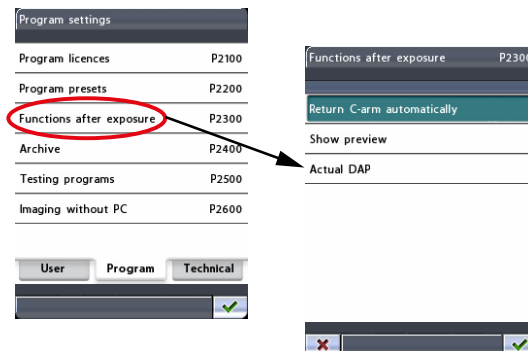 Program settings
Program licences P2100
Program presets P2200
Functions after exposure P2300
Archive P2400
Testing programs P2500
Imaging without PC P2600
User Program Technical
Functions after exposure P2300
Return C-arm automatically
Show preview
Actual DAP